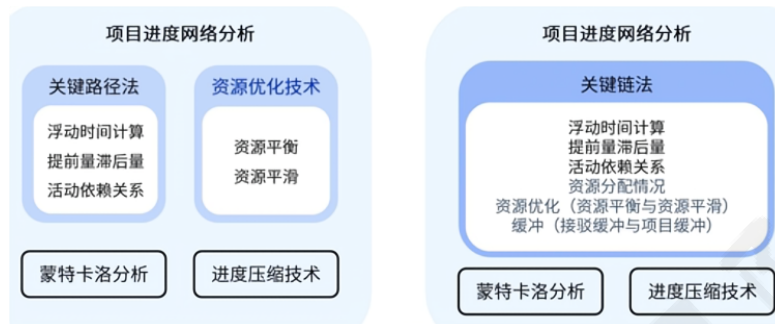 项目进度网络分析
关键路径法
浮动时间计算
提前量滞后量
活动依赖关系
资源优化技术
资源平衡
资源平滑
蒙特卡洛分析
进度压缩技术
项目进度网络分析
关键链法
浮动时间计算
提前量滞后量
活动依赖关系
资源分配情况
资源优化（资源平衡与资源平滑）
缓冲（接驳缓冲与项目缓冲）
蒙特卡洛分析
进度压缩技术